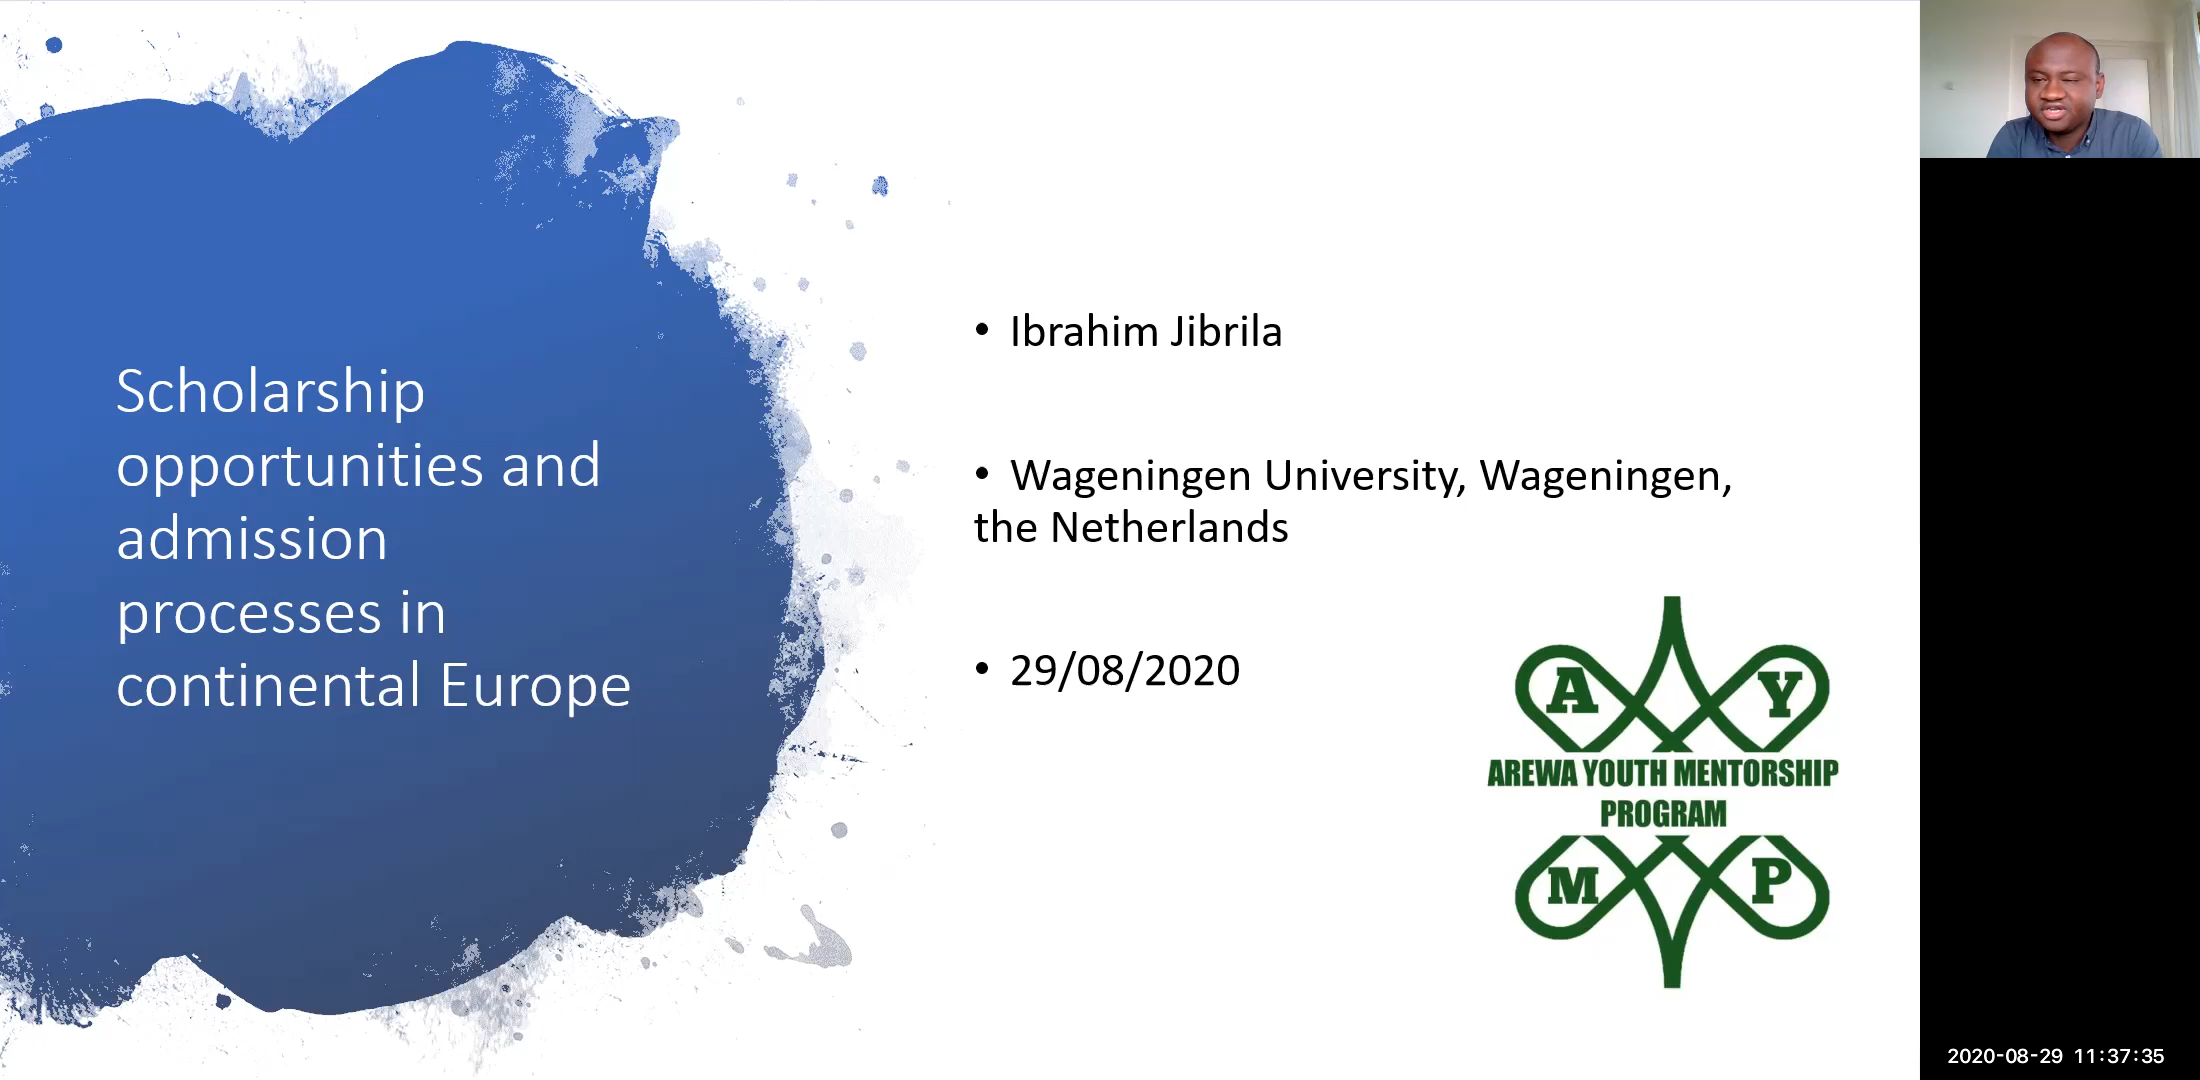 Scholarship
opportunities and
admission
processes in
continental Europe
• Ibrahim Jibrila
• Wageningen University, Wageningen,
the Netherlands
• 29/08/2020
A Y
AREWA YOUTH MENTORSHIP
PROGRAM
M P
2020-08-29 11:37:35